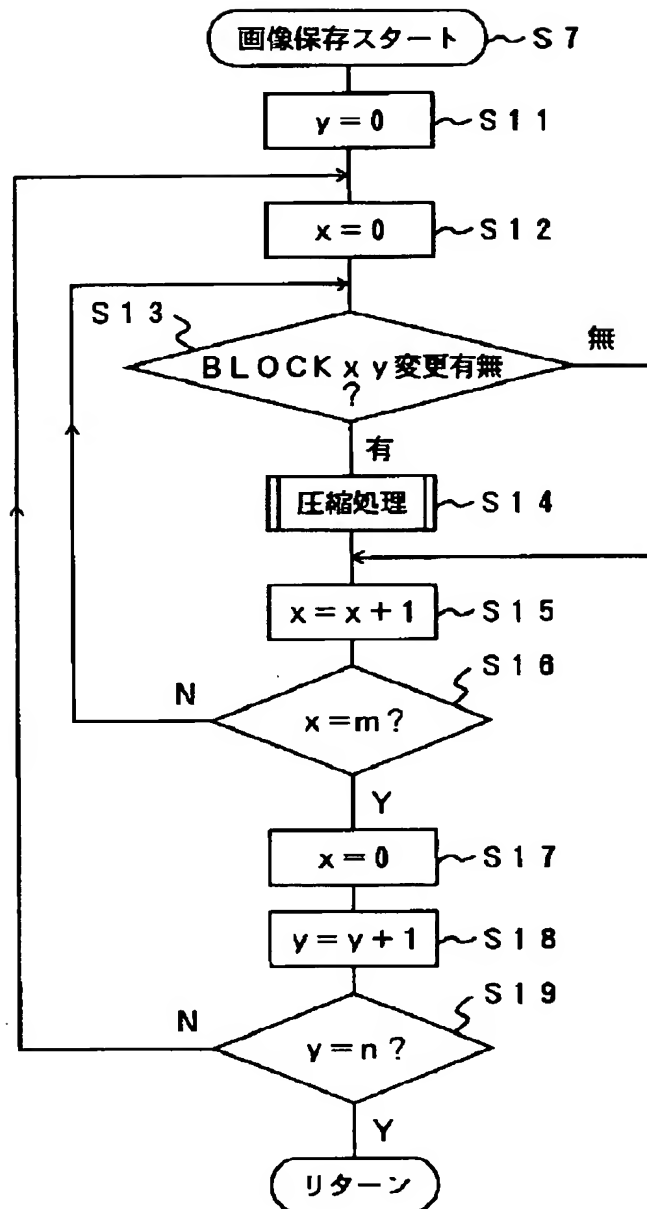 画像保存スタート S7
y=0 S11
x=0 S12
S13
無
BLOCKxy変更有無
?
有
圧縮処理 S14
x=x+1 S15
S16
N
x=m?
Y
x=0 S17
y=y+1 S18
S19
N
y=n?
Y
リターン